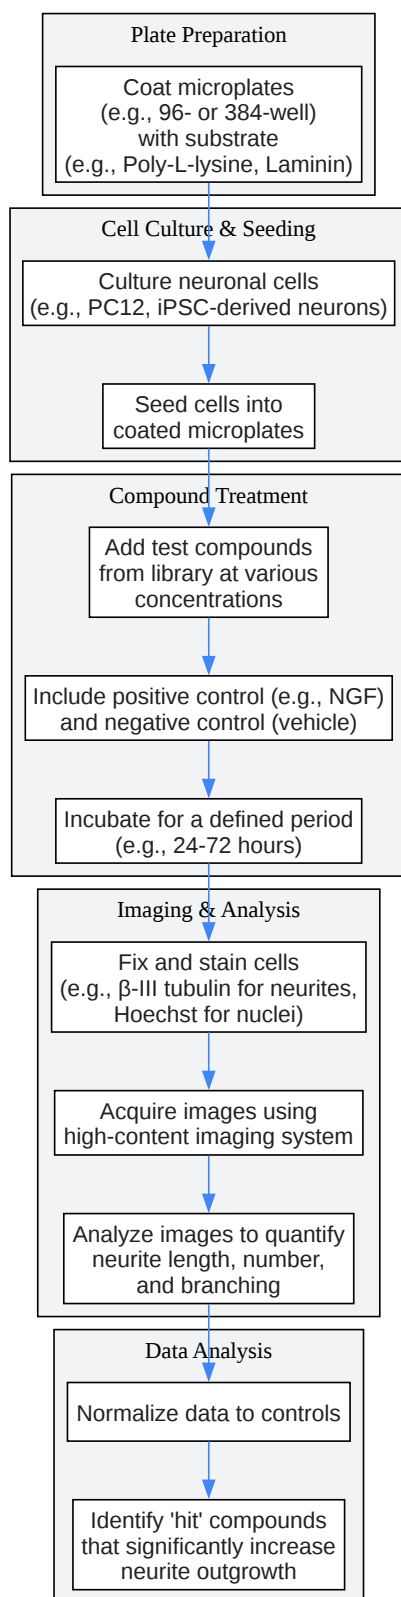 Plate Preparation
Coat microplates
(e.g., 96- or 384-well)
with substrate
(e.g., Poly-L-lysine, Laminin)
Cell Culture & Seeding
Culture neuronal cells
(e.g., PC12, iPSC-derived neurons)
Seed cells into
coated microplates
Compound Treatment
Add test compounds
from library at various
concentrations
Include positive control (e.g., NGF)
and negative control (vehicle)
Incubate for a defined period
(e.g., 24-72 hours)
Imaging & Analysis
Fix and stain cells
(e.g., β-III tubulin for neurites,
Hoechst for nuclei)
Acquire images using
high-content imaging system
Analyze images to quantify
neurite length, number,
and branching
Data Analysis
Normalize data to controls
Identify 'hit' compounds
that significantly increase
neurite outgrowth